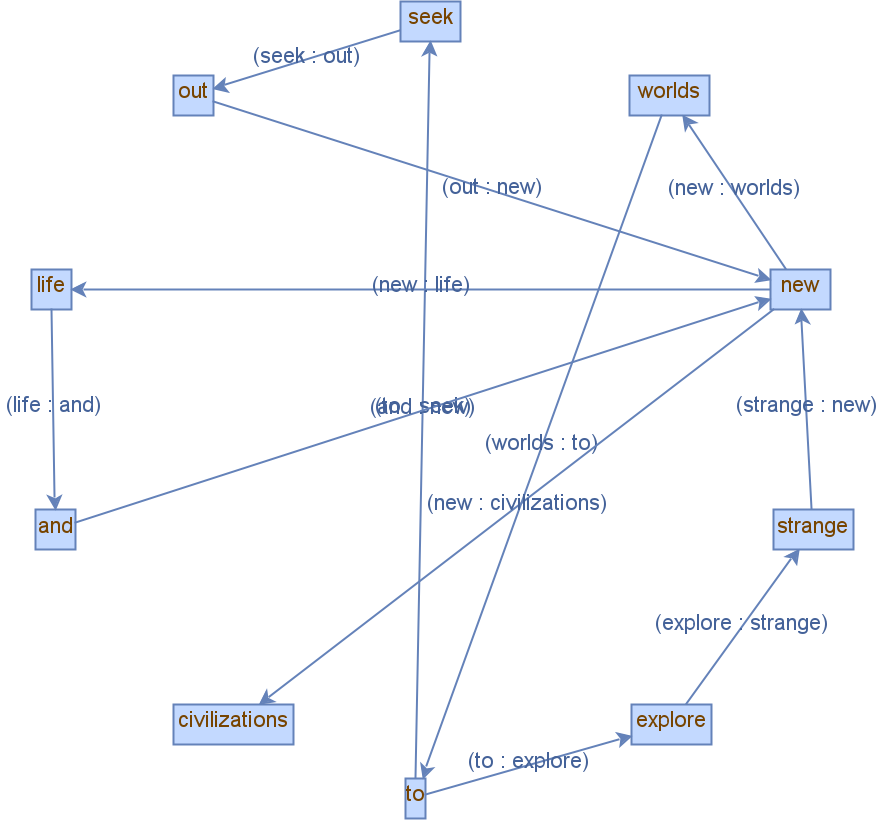 seek
(seek : out)
out
worlds
(out : new)
(new : worlds)
life
(new : life)
new
(life : and)
(to : seek)
(and : new)
(strange : new)
(worlds : to)
(new : civilizations)
and
strange
(explore : strange)
civilizations
explore
(to : explore)
to